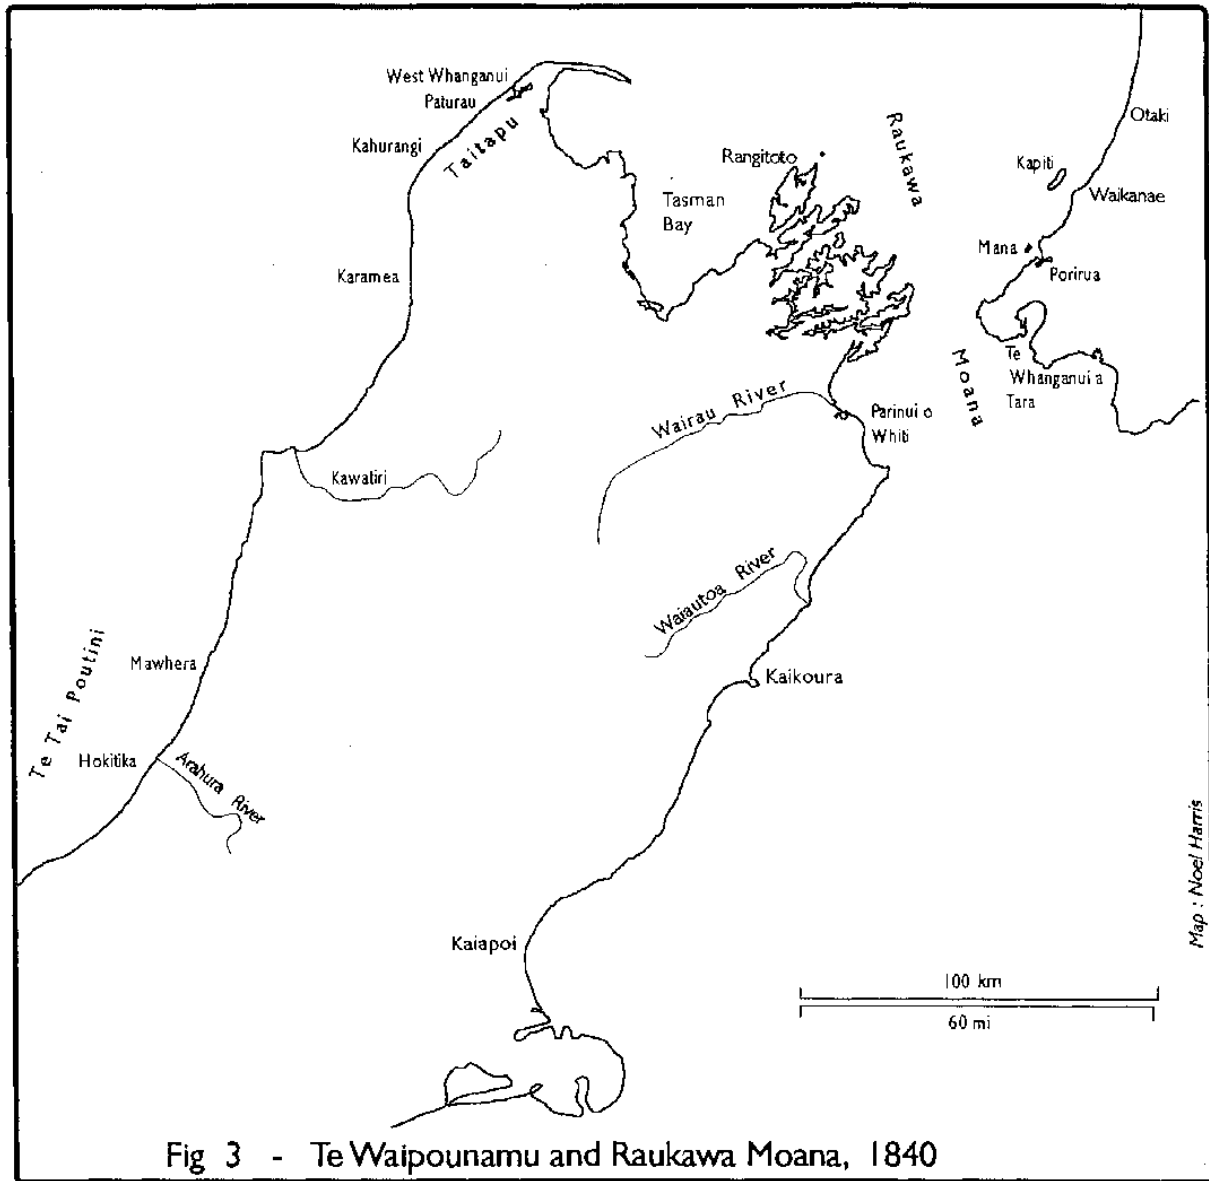 West Whanganui
Paturau
Taitapu
Kahurangi
Karamea
Tasman
Bay
Rangitoto
Raukawa
Moana
Otaki
Kapiti
Waikanae
Mana
Porirua
Te
Whanganui a
Tara
Wairau River
Parinui o
Whiti
Kawatiri
Waiautoa River
Kaikoura
Te Tai Poutini
Mawhera
Hokitika
Arahura River
Kaiapoi
100 km
60 mi
Map : Noel Harris
Fig 3 - Te Waipounamu and Raukawa Moana, 1840